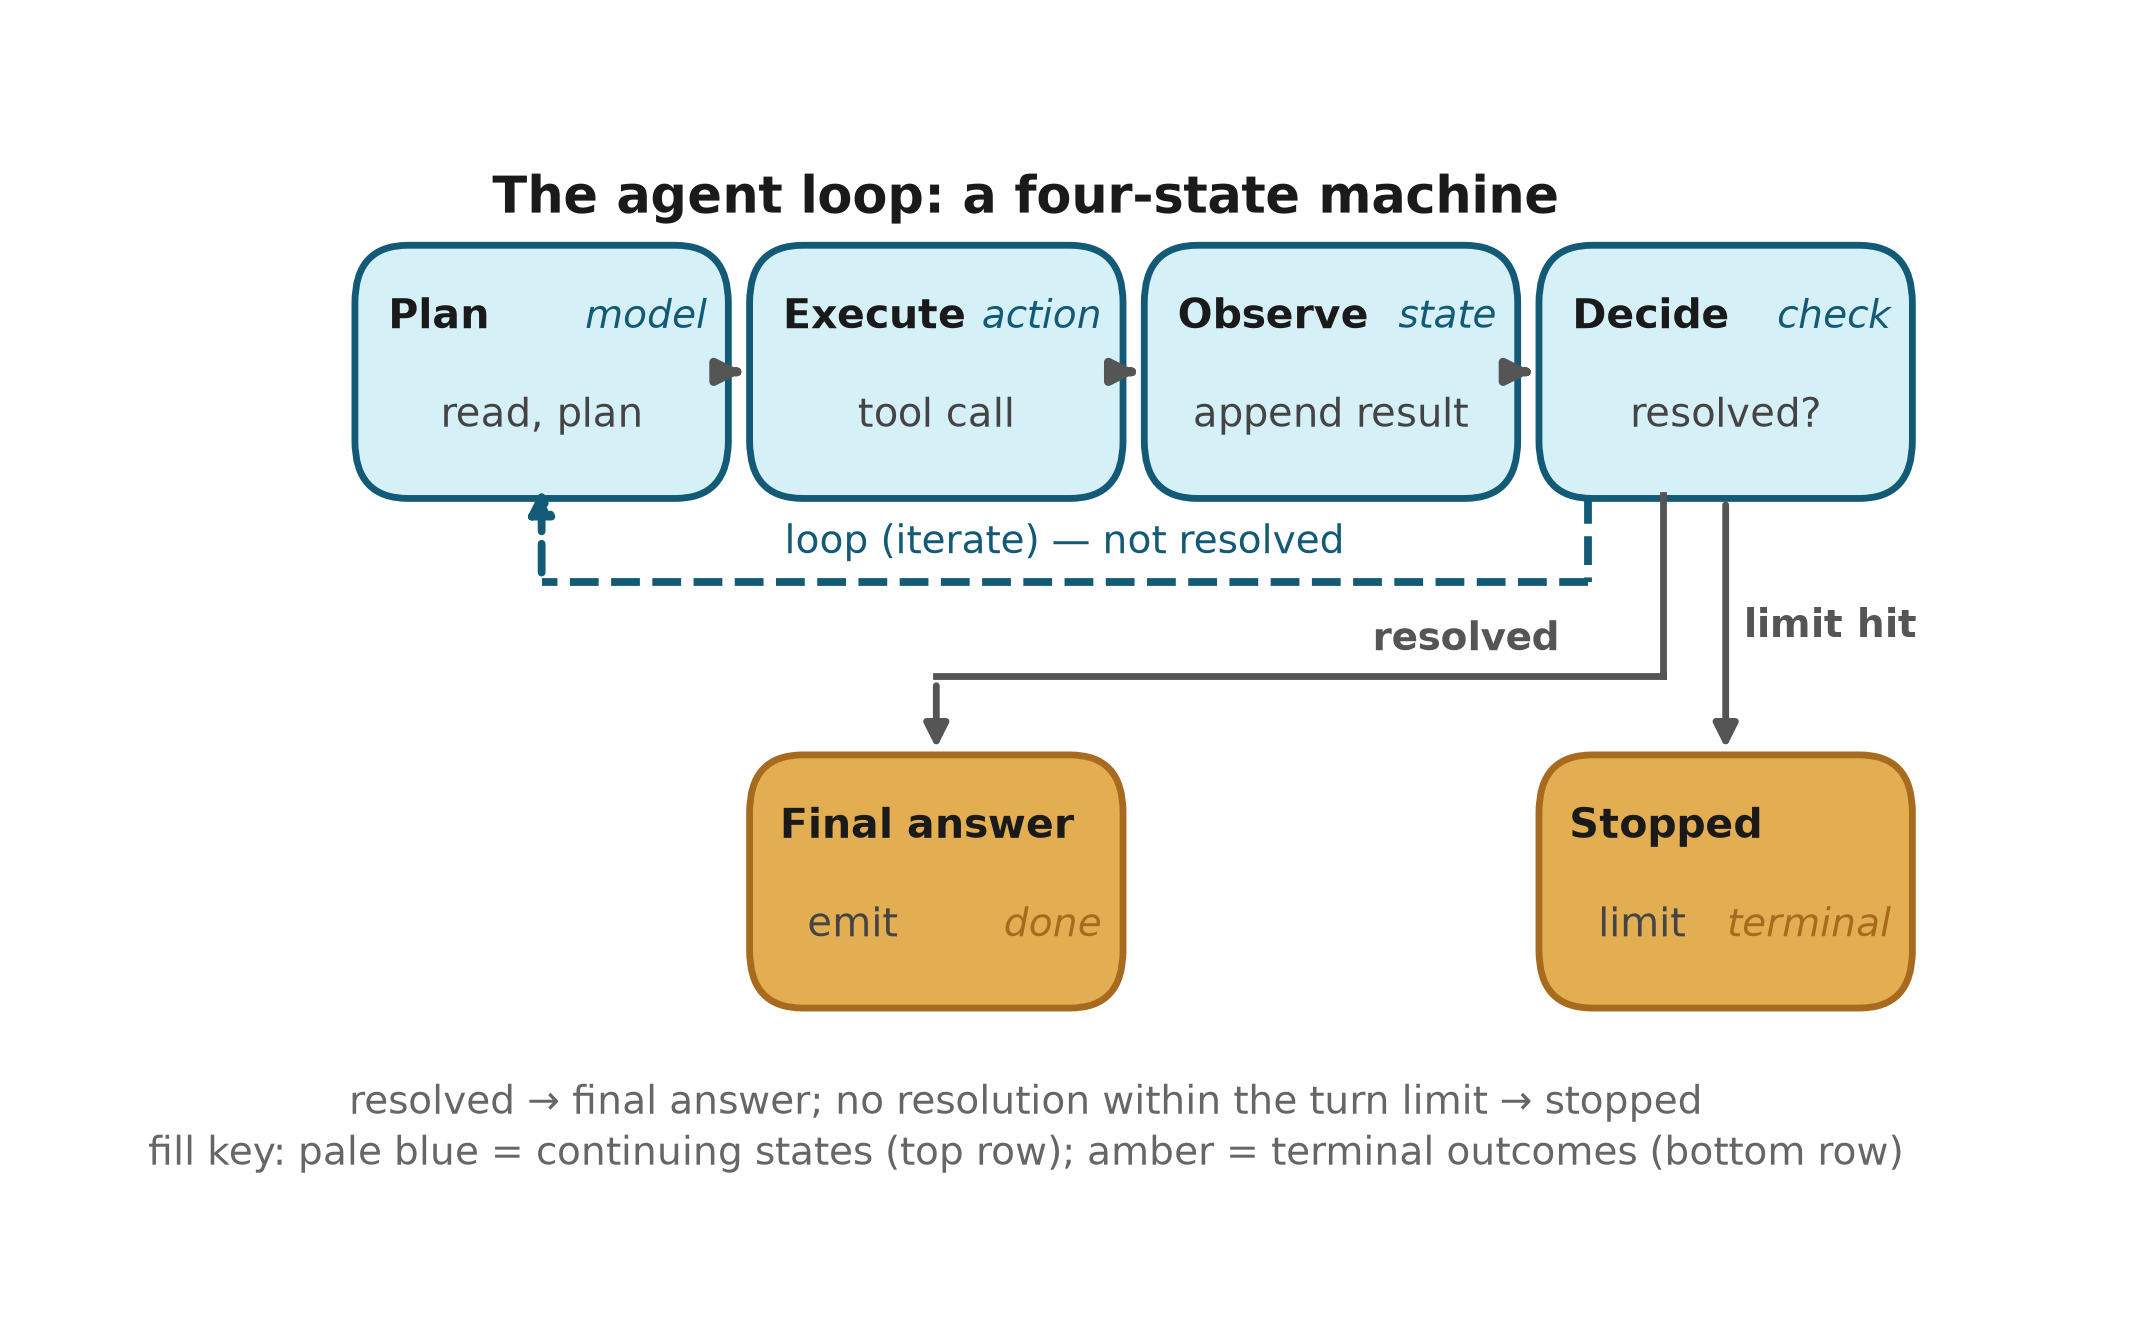 The agent loop: a four-state machine
Plan model
read, plan
Execute action
tool call
Observe state
append result
Decide check
resolved?
loop (iterate) — not resolved
resolved
limit hit
Final answer
emit done
Stopped
limit terminal
resolved → final answer; no resolution within the turn limit → stopped
fill key: pale blue = continuing states (top row); amber = terminal outcomes (bottom row)